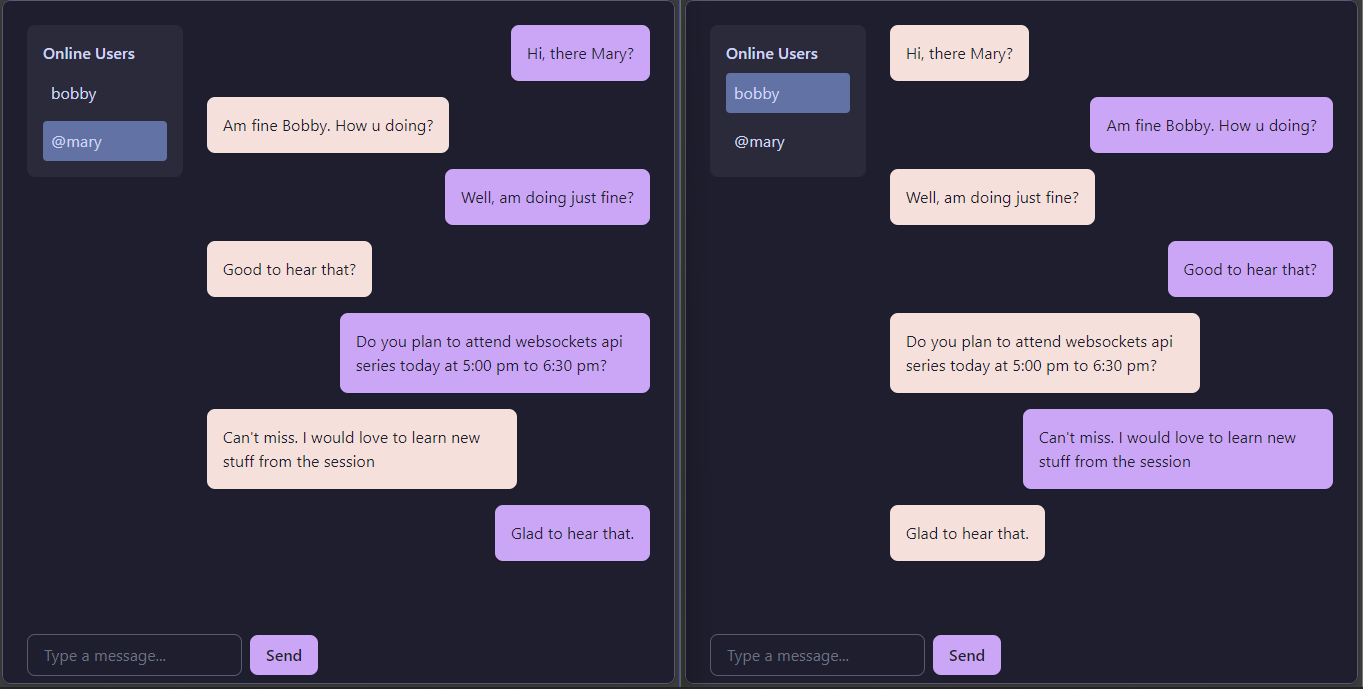 Online Users
bobby
@mary
Hi, there Mary?
Am fine Bobby. How u doing?
Well, am doing just fine?
Good to hear that?
Do you plan to attend websockets api
series today at 5:00 pm to 6:30 pm?
Can't miss. I would love to learn new
stuff from the session
Glad to hear that.
Type a message...
Send
Online Users
bobby
@mary
Hi, there Mary?
Am fine Bobby. How u doing?
Well, am doing just fine?
Good to hear that?
Do you plan to attend websockets api
series today at 5:00 pm to 6:30 pm?
Can't miss. I would love to learn new
stuff from the session
Glad to hear that.
Type a message...
Send